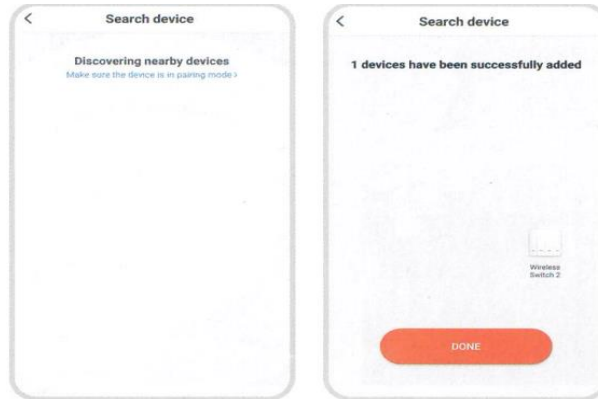 Search device
Discovering nearby devices
Make sure the device is in pairing mode >
Search device
1 devices have been successfully added
Wireless
Switch 2
DONE